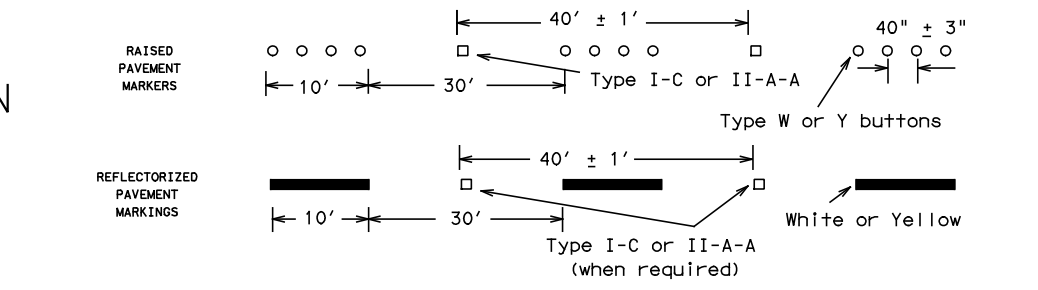 40' ± 1'
40" ± 3"
RAISED
PAVEMENT
MARKERS
10'
30'
Type I-C or II-A-A
Type W or Y buttons
N
40' ± 1'
REFLECTORIZED
PAVEMENT
MARKINGS
10'
30'
White or Yellow
Type I-C or II-A-A
(when required)